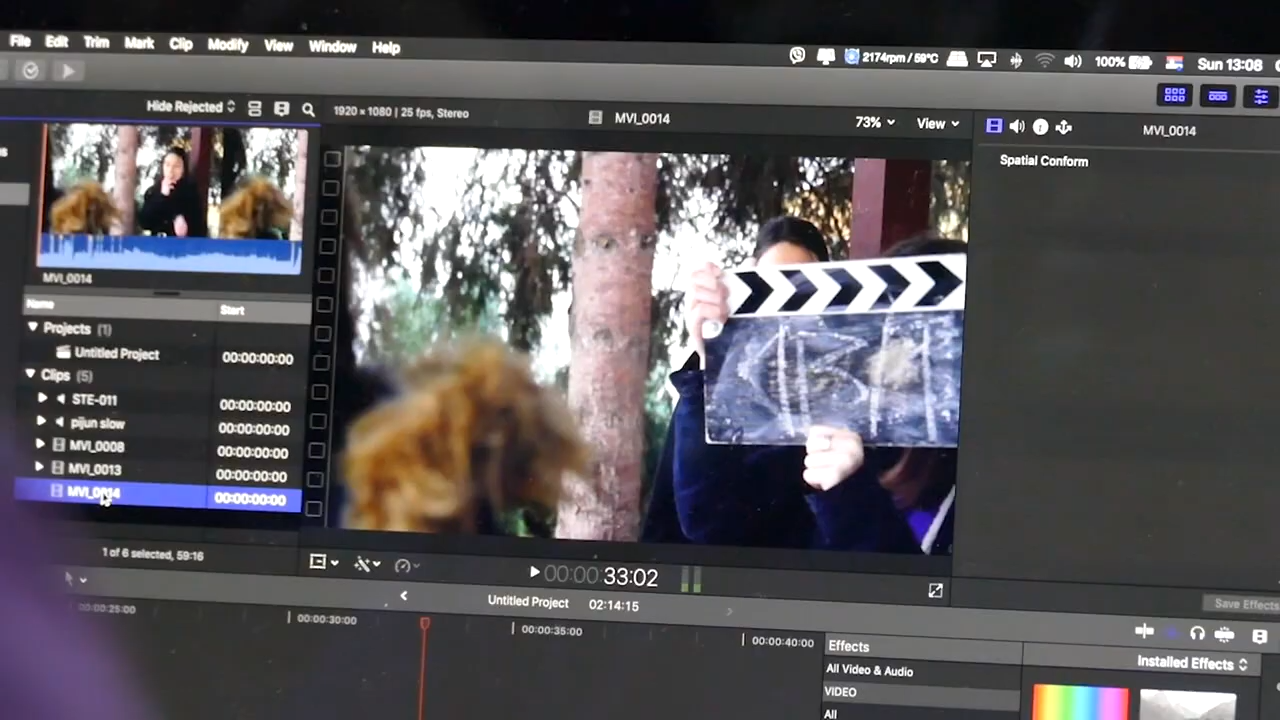 File Edit Trim Mark Clip Modify View Window Help
2174rpm / 59°C 100% Sun 13:08
Hide Rejected
1920 × 1080 | 25 fps, Stereo
MVI_0014
73% View
MVI_0014
Spatial Conform
MVI_0014
Name Start
Projects (1)
Untitled Project 00:00:00:00
Clips (5)
STE-011 00:00:00:00
pijun slow 00:00:00:00
MVI_0008 00:00:00:00
MVI_0013 00:00:00:00
MVI_0014 00:00:00:00
1 of 6 selected, 59:16
00:00:33:02
Untitled Project 02:14:15
Save Effects
00:00:25:00 00:00:30:00 00:00:35:00 00:00:40:00
Effects
Installed Effects
All Video & Audio
VIDEO
All